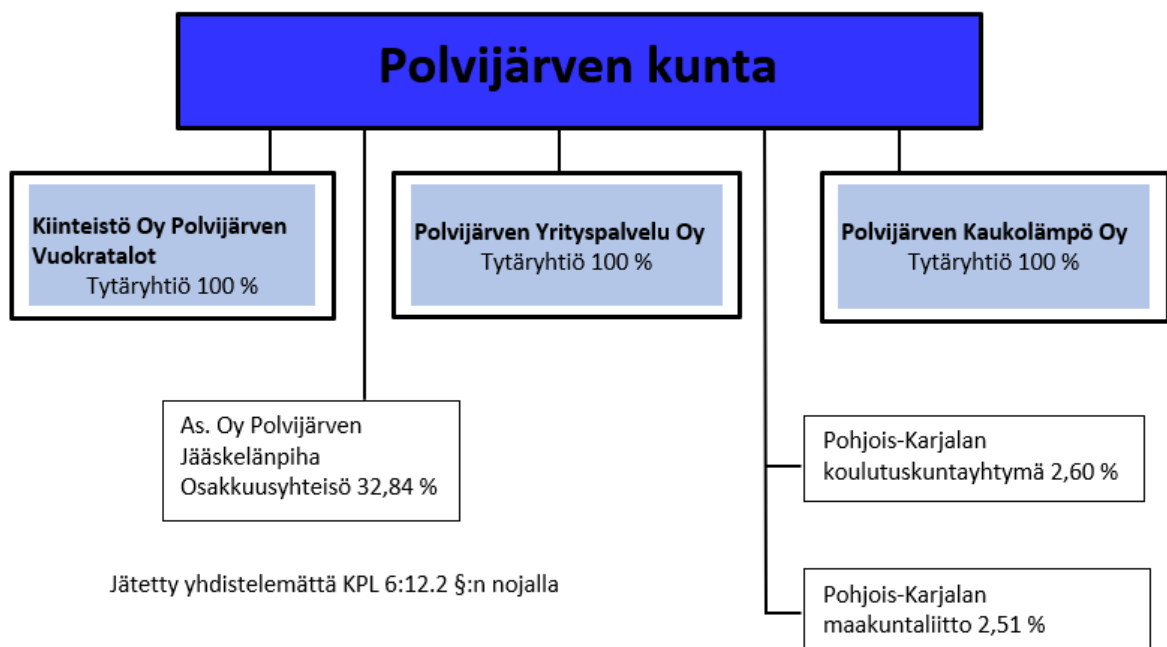 Polvijärven kunta
Kiinteistö Oy Polvijärven
Vuokratalot
Tytäryhtiö 100 %
Polvijärven Yrityspalvelu Oy
Tytäryhtiö 100 %
Polvijärven Kaukolämpö Oy
Tytäryhtiö 100 %
As. Oy Polvijärven
Jääskelänpiha
Osakkuusyhteisö 32,84 %
Pohjois-Karjalan
koulutuskuntayhtymä 2,60 %
Jätetty yhdistelemättä KPL 6:12.2 §:n nojalla
Pohjois-Karjalan
maakuntaliitto 2,51 %